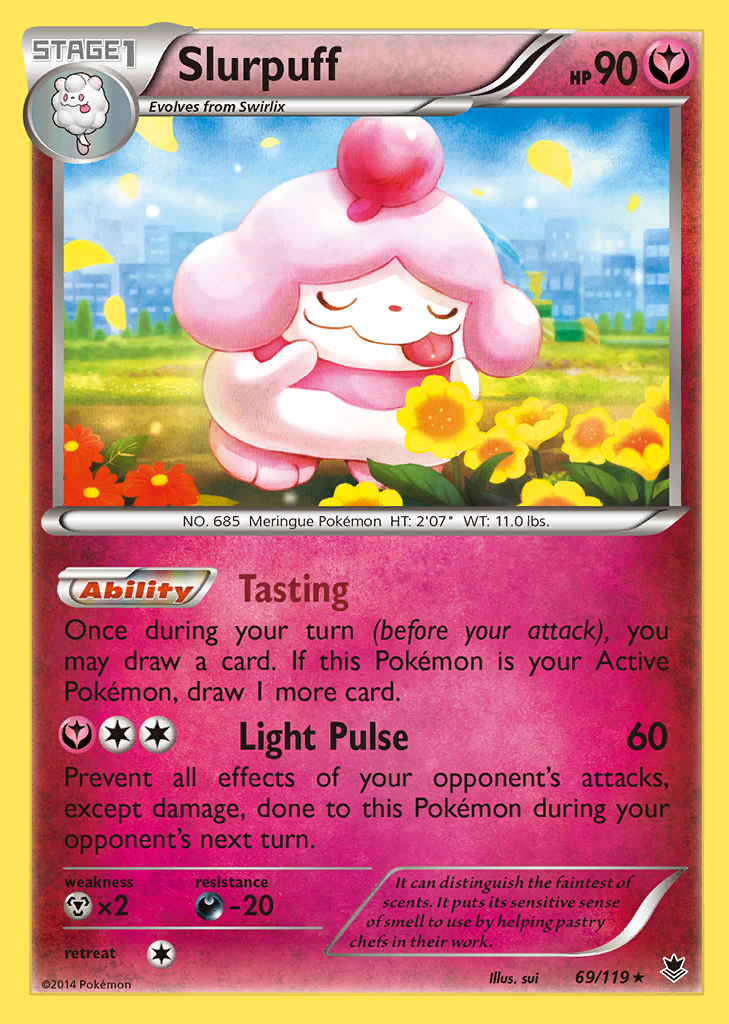 STAGE1
Slurpuff
HP 90
Evolves from Swirlix
NO. 685 Meringue Pokémon HT: 2'07" WT: 11.0 lbs.
Ability Tasting
Once during your turn (before your attack), you
may draw a card. If this Pokémon is your Active
Pokémon, draw 1 more card.
Light Pulse 60
Prevent all effects of your opponent's attacks,
except damage, done to this Pokémon during your
opponent's next turn.
weakness resistance
×2 -20
retreat
It can distinguish the faintest of
scents. It puts its sensitive sense
of smell to use by helping pastry
chefs in their work.
Illus. sui 69/119 ★
©2014 Pokémon